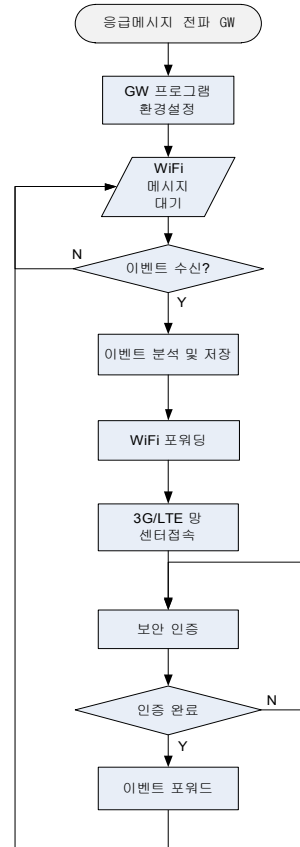 응급메시지 전파 GW
GW 프로그램
환경설정
WiFi
메시지
대기
N
이벤트 수신?
Y
이벤트 분석 및 저장
WiFi 포워딩
3G/LTE 망
센터접속
보안 인증
인증 완료
N
Y
이벤트 포워드